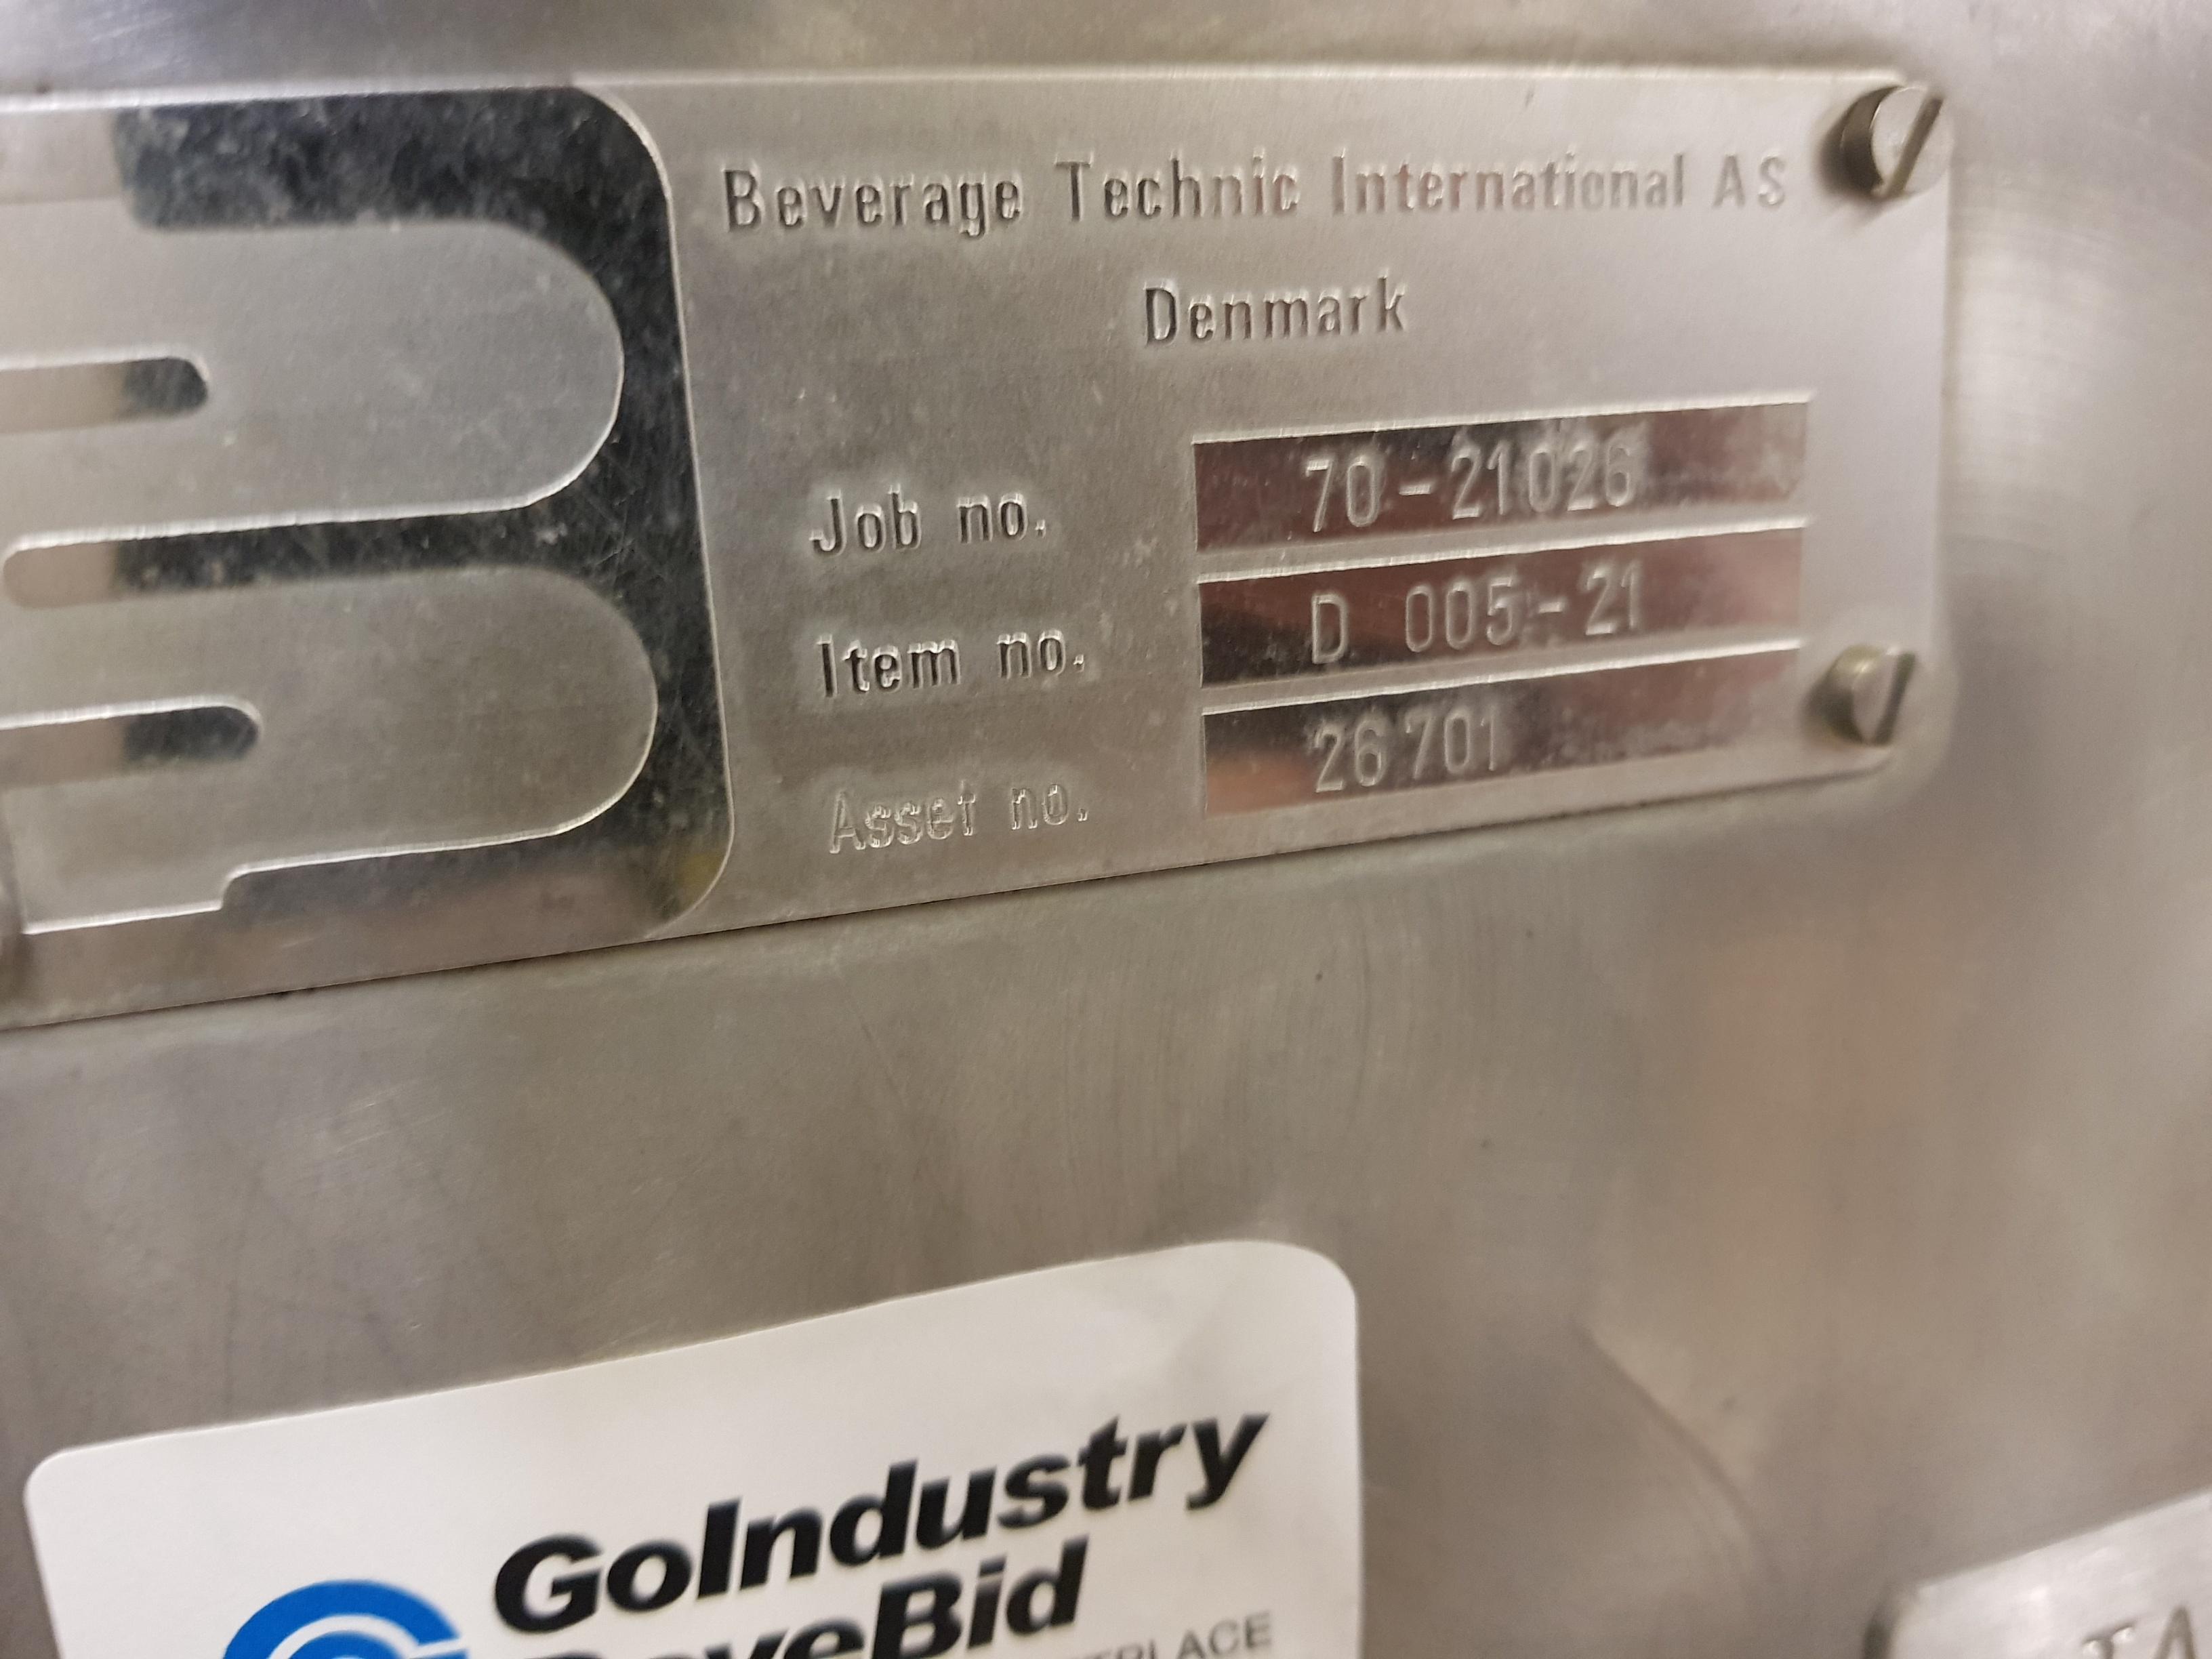 Beverage Technic International AS
Denmark
Job no. 70-21026
Item no. D 005-21
Asset no. 26701
GoIndustry
DoveBid